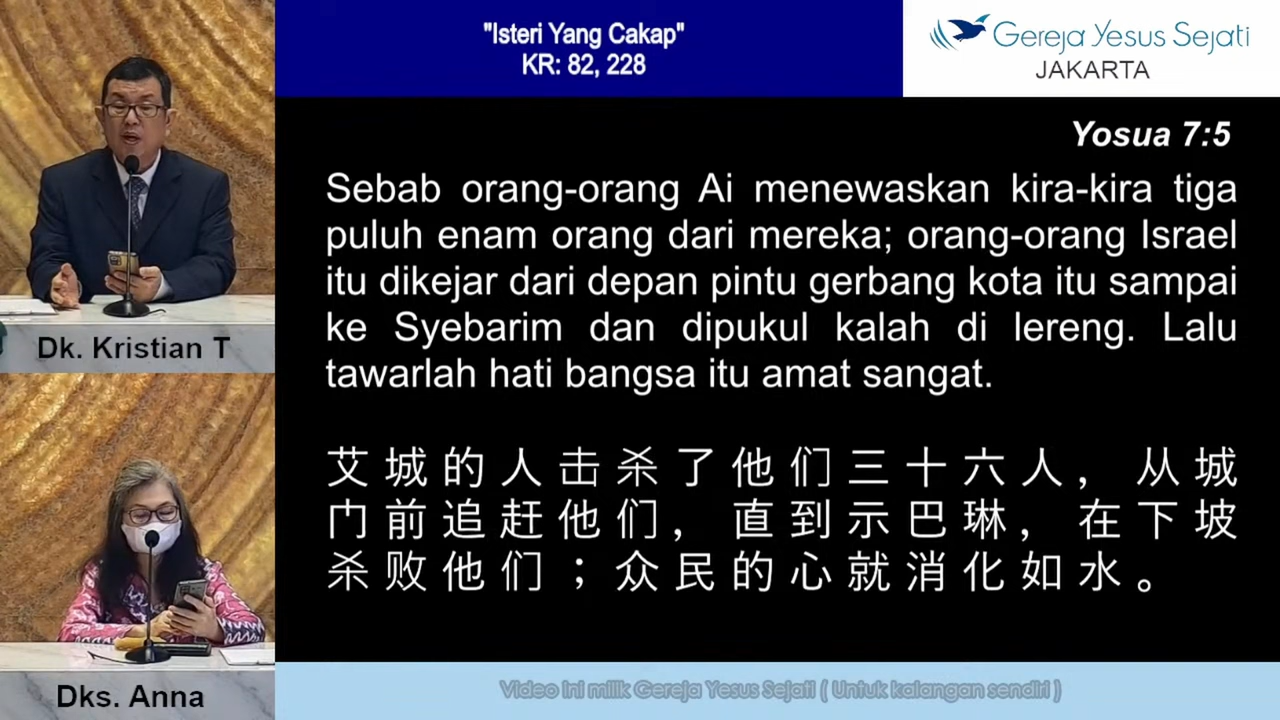 "Isteri Yang Cakap"
KR: 82, 228
Gereja Yesus Sejati
JAKARTA
Yosua 7:5
Sebab orang-orang Ai menewaskan kira-kira tiga
puluh enam orang dari mereka; orang-orang Israel
itu dikejar dari depan pintu gerbang kota itu sampai
ke Syebarim dan dipukul kalah di lereng. Lalu
tawarlah hati bangsa itu amat sangat.
艾城的人击杀了他们三十六人，从城
门前追赶他们，直到示巴琳，在下坡
杀败他们；众民的心就消化如水。
Dk. Kristian T
Dks. Anna
Video ini milik Gereja Yesus Sejati ( Untuk kalangan sendiri )